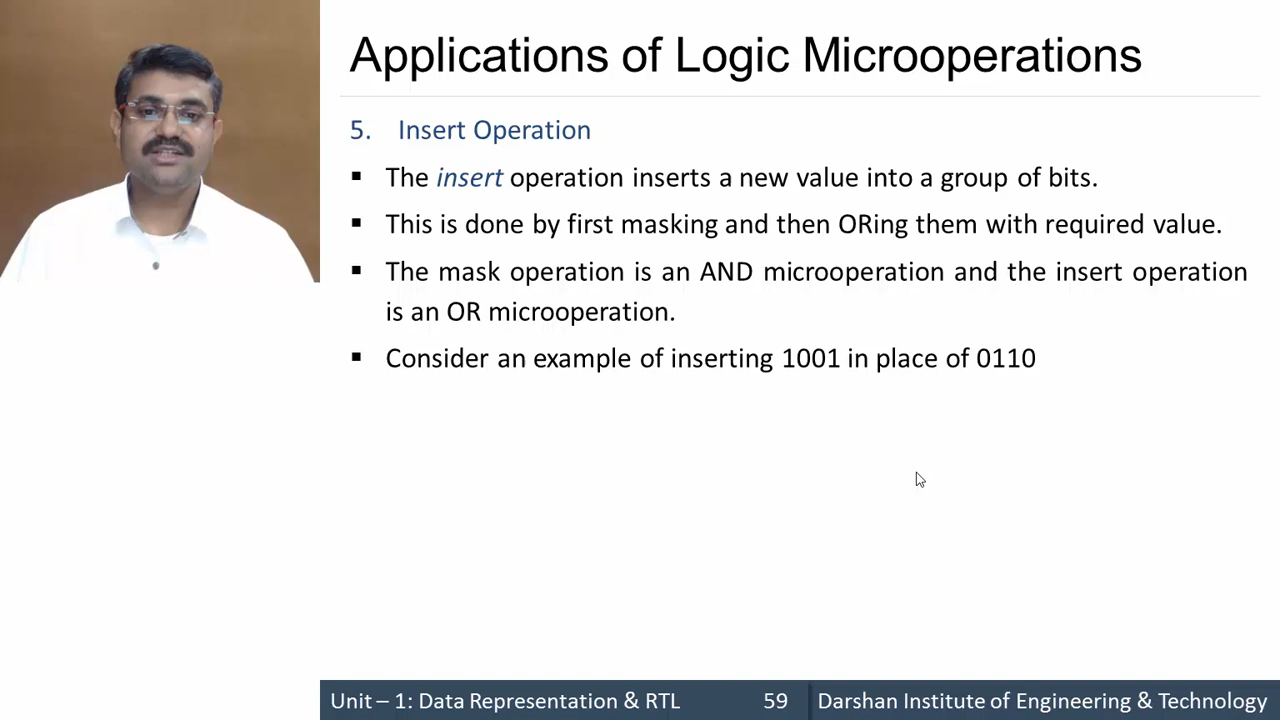 Applications of Logic Microoperations
5. Insert Operation
▪ The insert operation inserts a new value into a group of bits.
▪ This is done by first masking and then ORing them with required value.
▪ The mask operation is an AND microoperation and the insert operation
is an OR microoperation.
▪ Consider an example of inserting 1001 in place of 0110
Unit – 1: Data Representation & RTL 59 Darshan Institute of Engineering & Technology